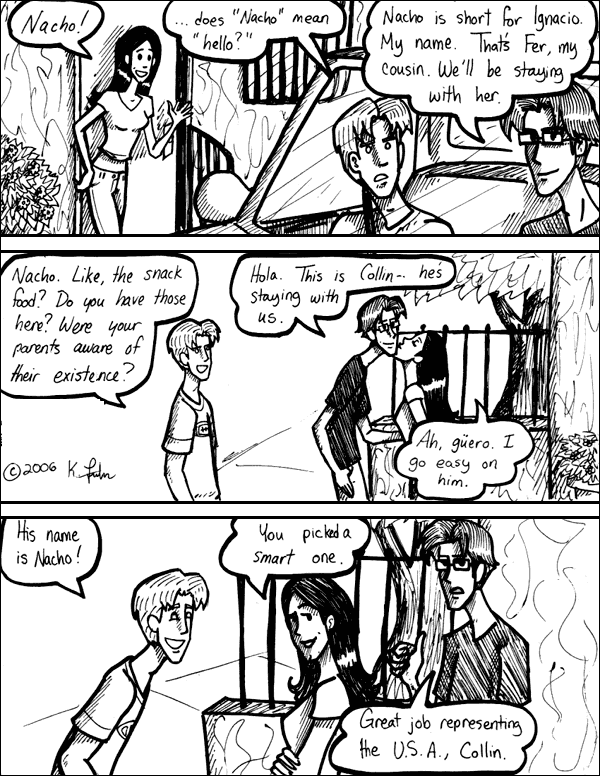 Nacho!
... does "Nacho" mean
"hello?"
Nacho is short for Ignacio.
My name. That's Fer, my
cousin. We'll be staying
with her.
Nacho. Like, the snack
food? Do you have those
here? Were your
parents aware of
their existence?
Hola. This is Collin-- he's
staying with
us.
Ah, güero. I
go easy on
him.
©2006 K.
His name
is Nacho!
You picked a
smart one.
Great job representing
the U.S.A., Collin.